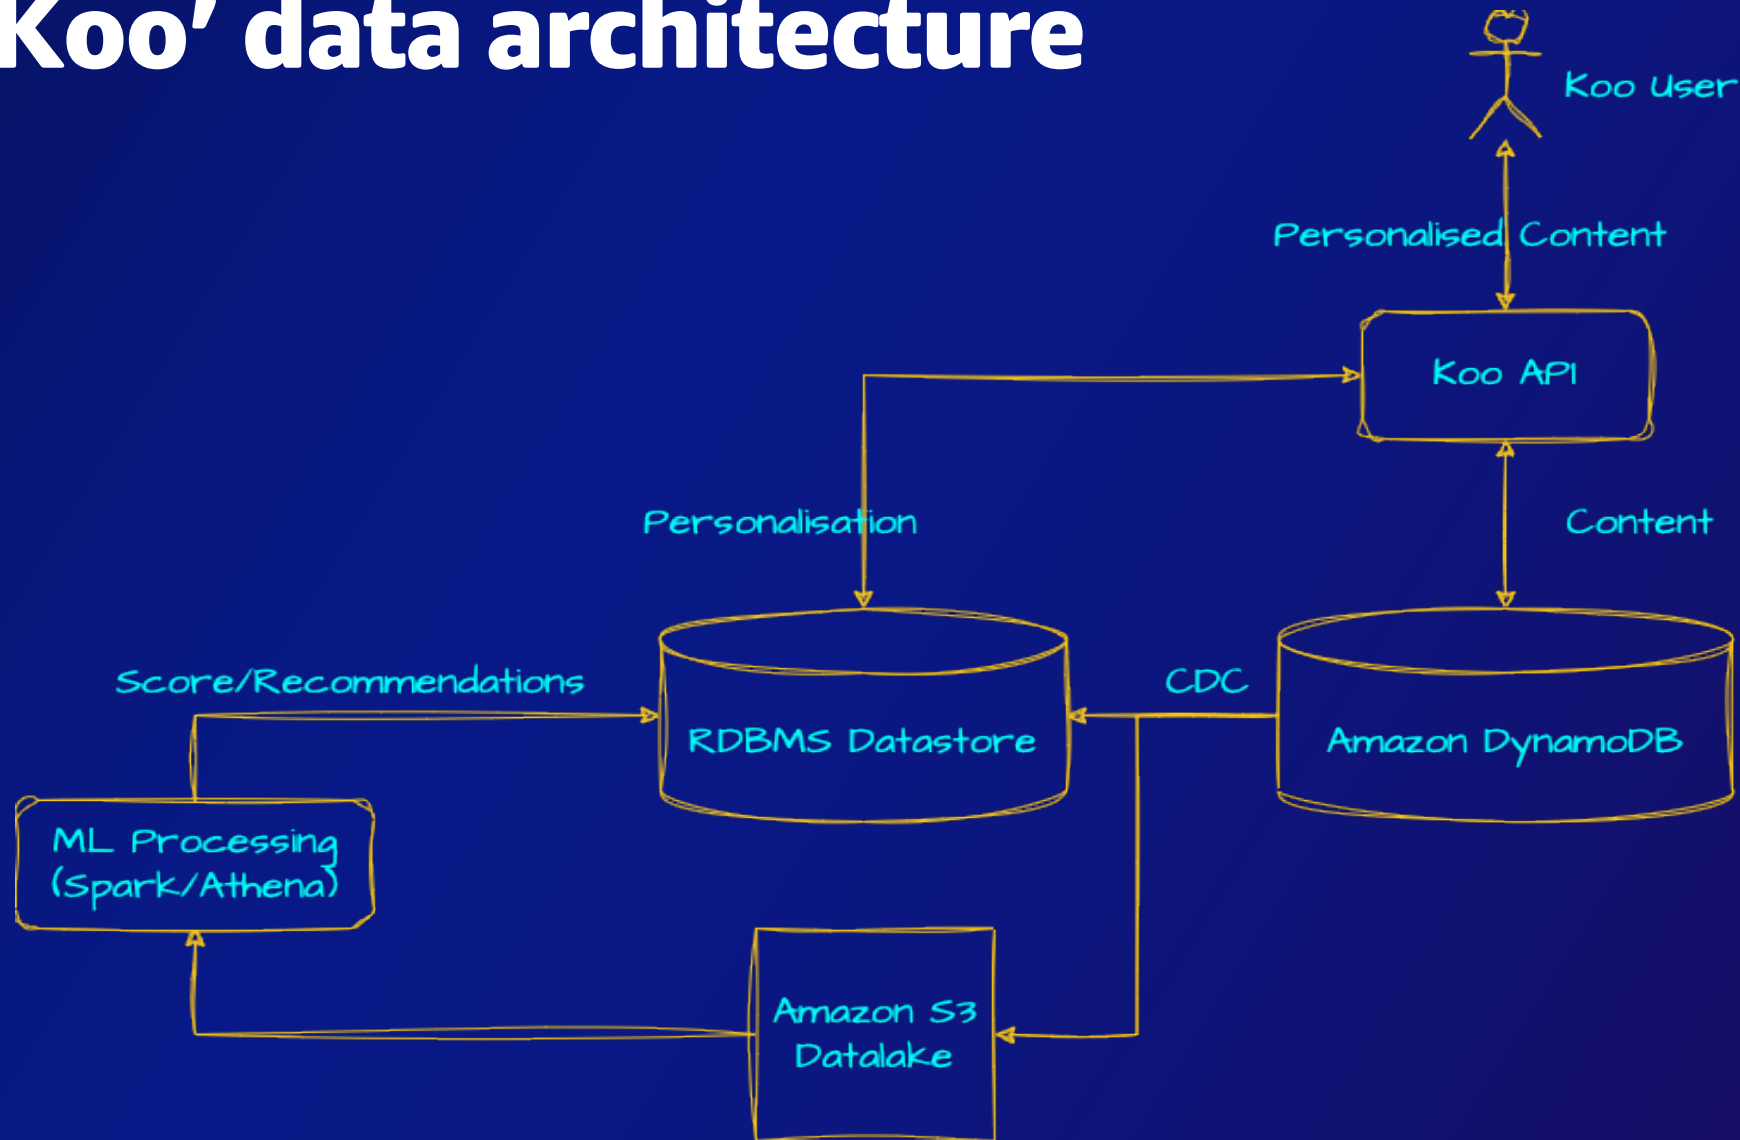 Koo’ data architecture
Koo User
Personalised Content
Koo API
Personalisation
Content
Score/Recommendations
CDC
RDBMS Datastore
Amazon DynamoDB
ML Processing
(Spark/Athena)
Amazon S3
Datalake